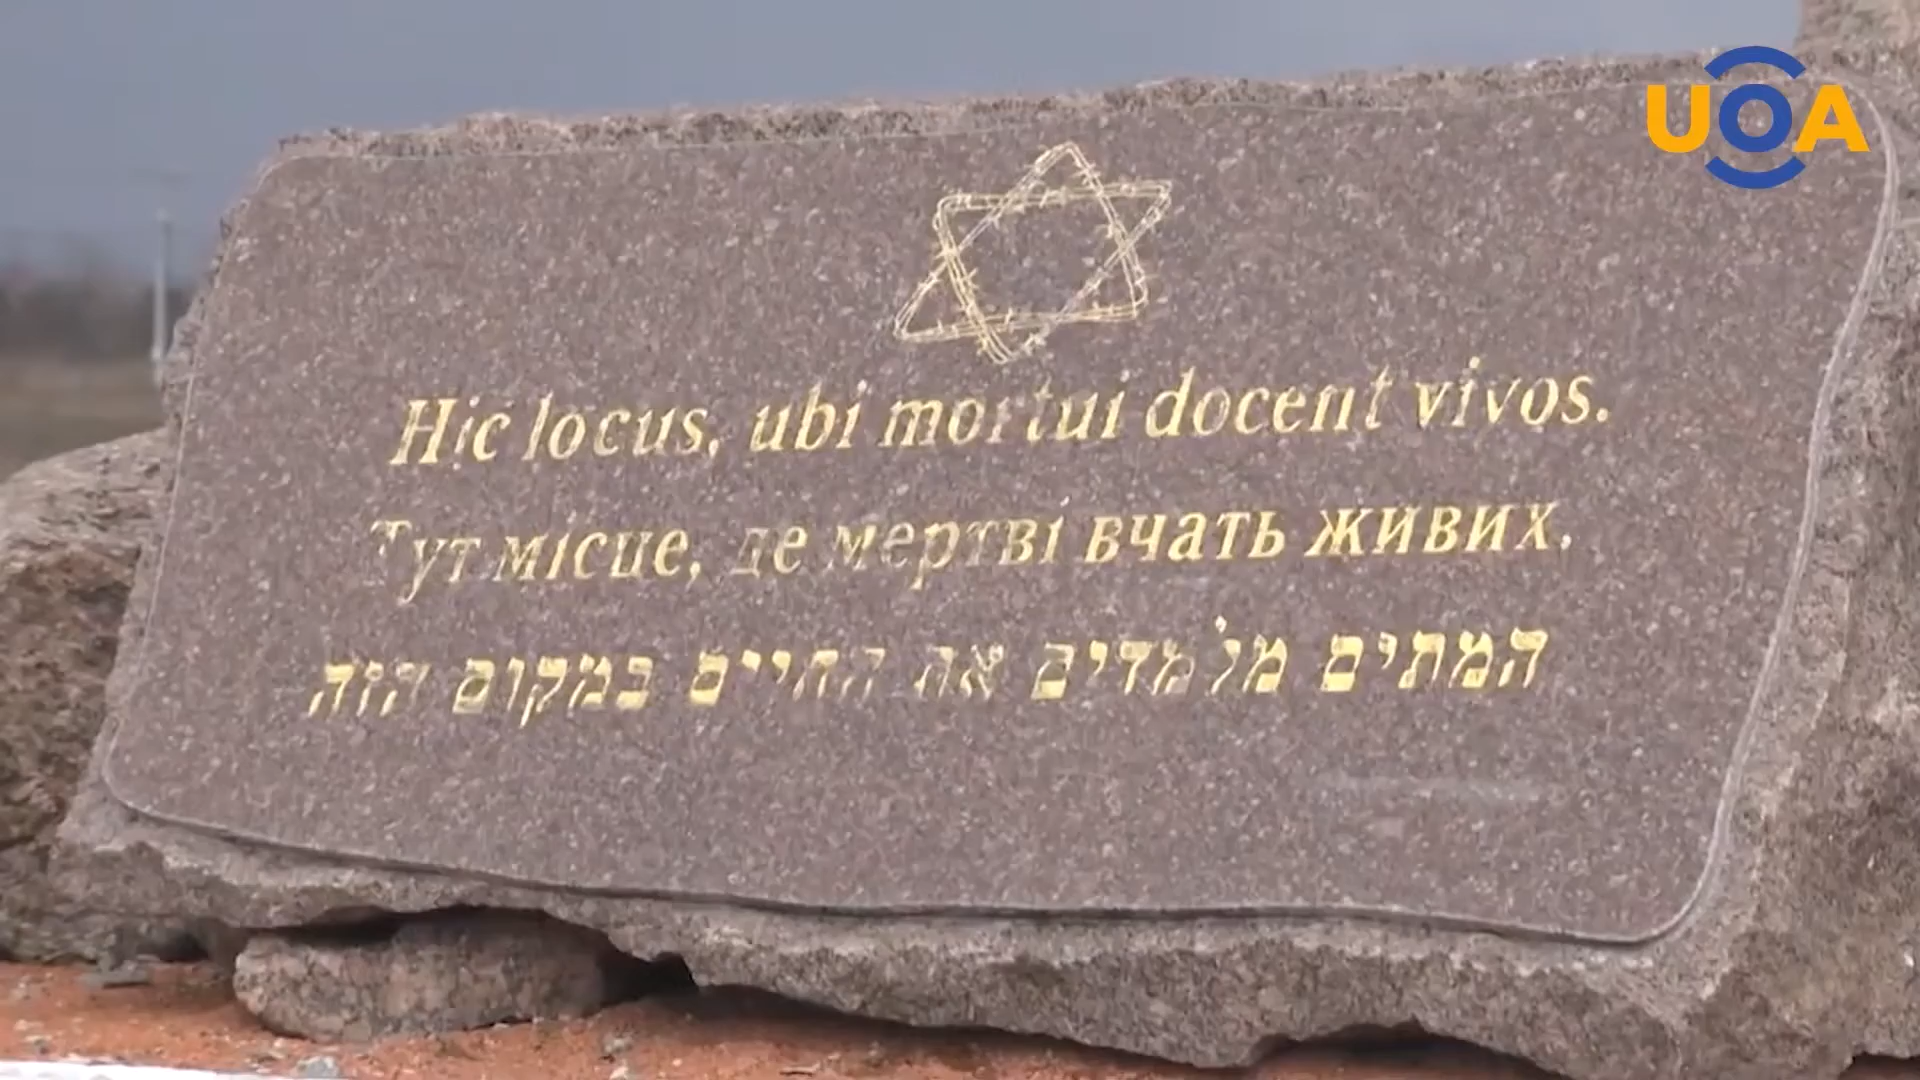 UOA
Hic locus, ubi mortui docent vivos.
Тут місце, де мертві вчать живих.
המתים מלמדים את החיים במקום הזה